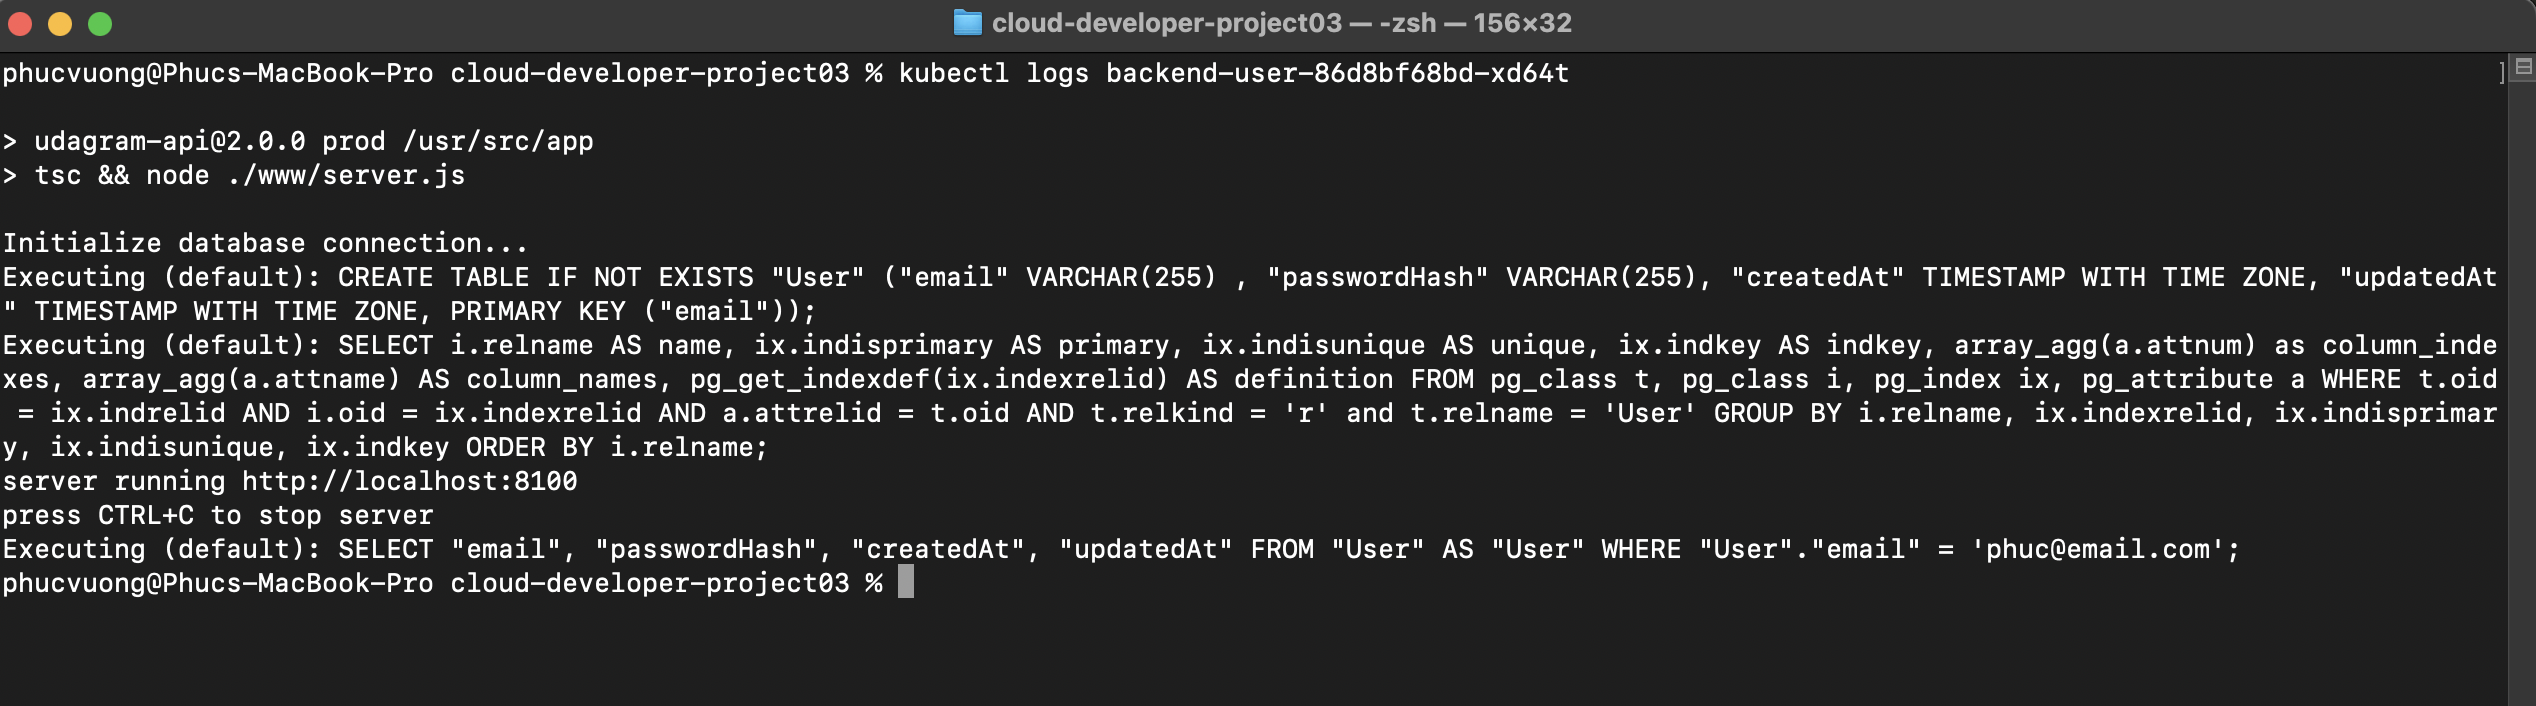 cloud-developer-project03 — -zsh — 156×32
phucvuong@Phucs-MacBook-Pro cloud-developer-project03 % kubectl logs backend-user-86d8bf68bd-xd64t ]
> udagram-api@2.0.0 prod /usr/src/app
> tsc && node ./www/server.js
Initialize database connection...
Executing (default): CREATE TABLE IF NOT EXISTS "User" ("email" VARCHAR(255) , "passwordHash" VARCHAR(255), "createdAt" TIMESTAMP WITH TIME ZONE, "updatedAt
" TIMESTAMP WITH TIME ZONE, PRIMARY KEY ("email"));
Executing (default): SELECT i.relname AS name, ix.indisprimary AS primary, ix.indisunique AS unique, ix.indkey AS indkey, array_agg(a.attnum) as column_inde
xes, array_agg(a.attname) AS column_names, pg_get_indexdef(ix.indexrelid) AS definition FROM pg_class t, pg_class i, pg_index ix, pg_attribute a WHERE t.oid
 = ix.indrelid AND i.oid = ix.indexrelid AND a.attrelid = t.oid AND t.relkind = 'r' and t.relname = 'User' GROUP BY i.relname, ix.indexrelid, ix.indisprimar
y, ix.indisunique, ix.indkey ORDER BY i.relname;
server running http://localhost:8100
press CTRL+C to stop server
Executing (default): SELECT "email", "passwordHash", "createdAt", "updatedAt" FROM "User" AS "User" WHERE "User"."email" = 'phuc@email.com';
phucvuong@Phucs-MacBook-Pro cloud-developer-project03 %